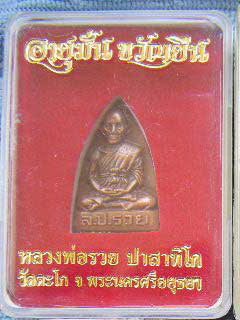 อายุมั่น ขวัญยืน
ล.ป.รวย
หลวงพ่อรวย ปาสาทิโก
วัดตะโก จ.พระนครศรีอยุธยา